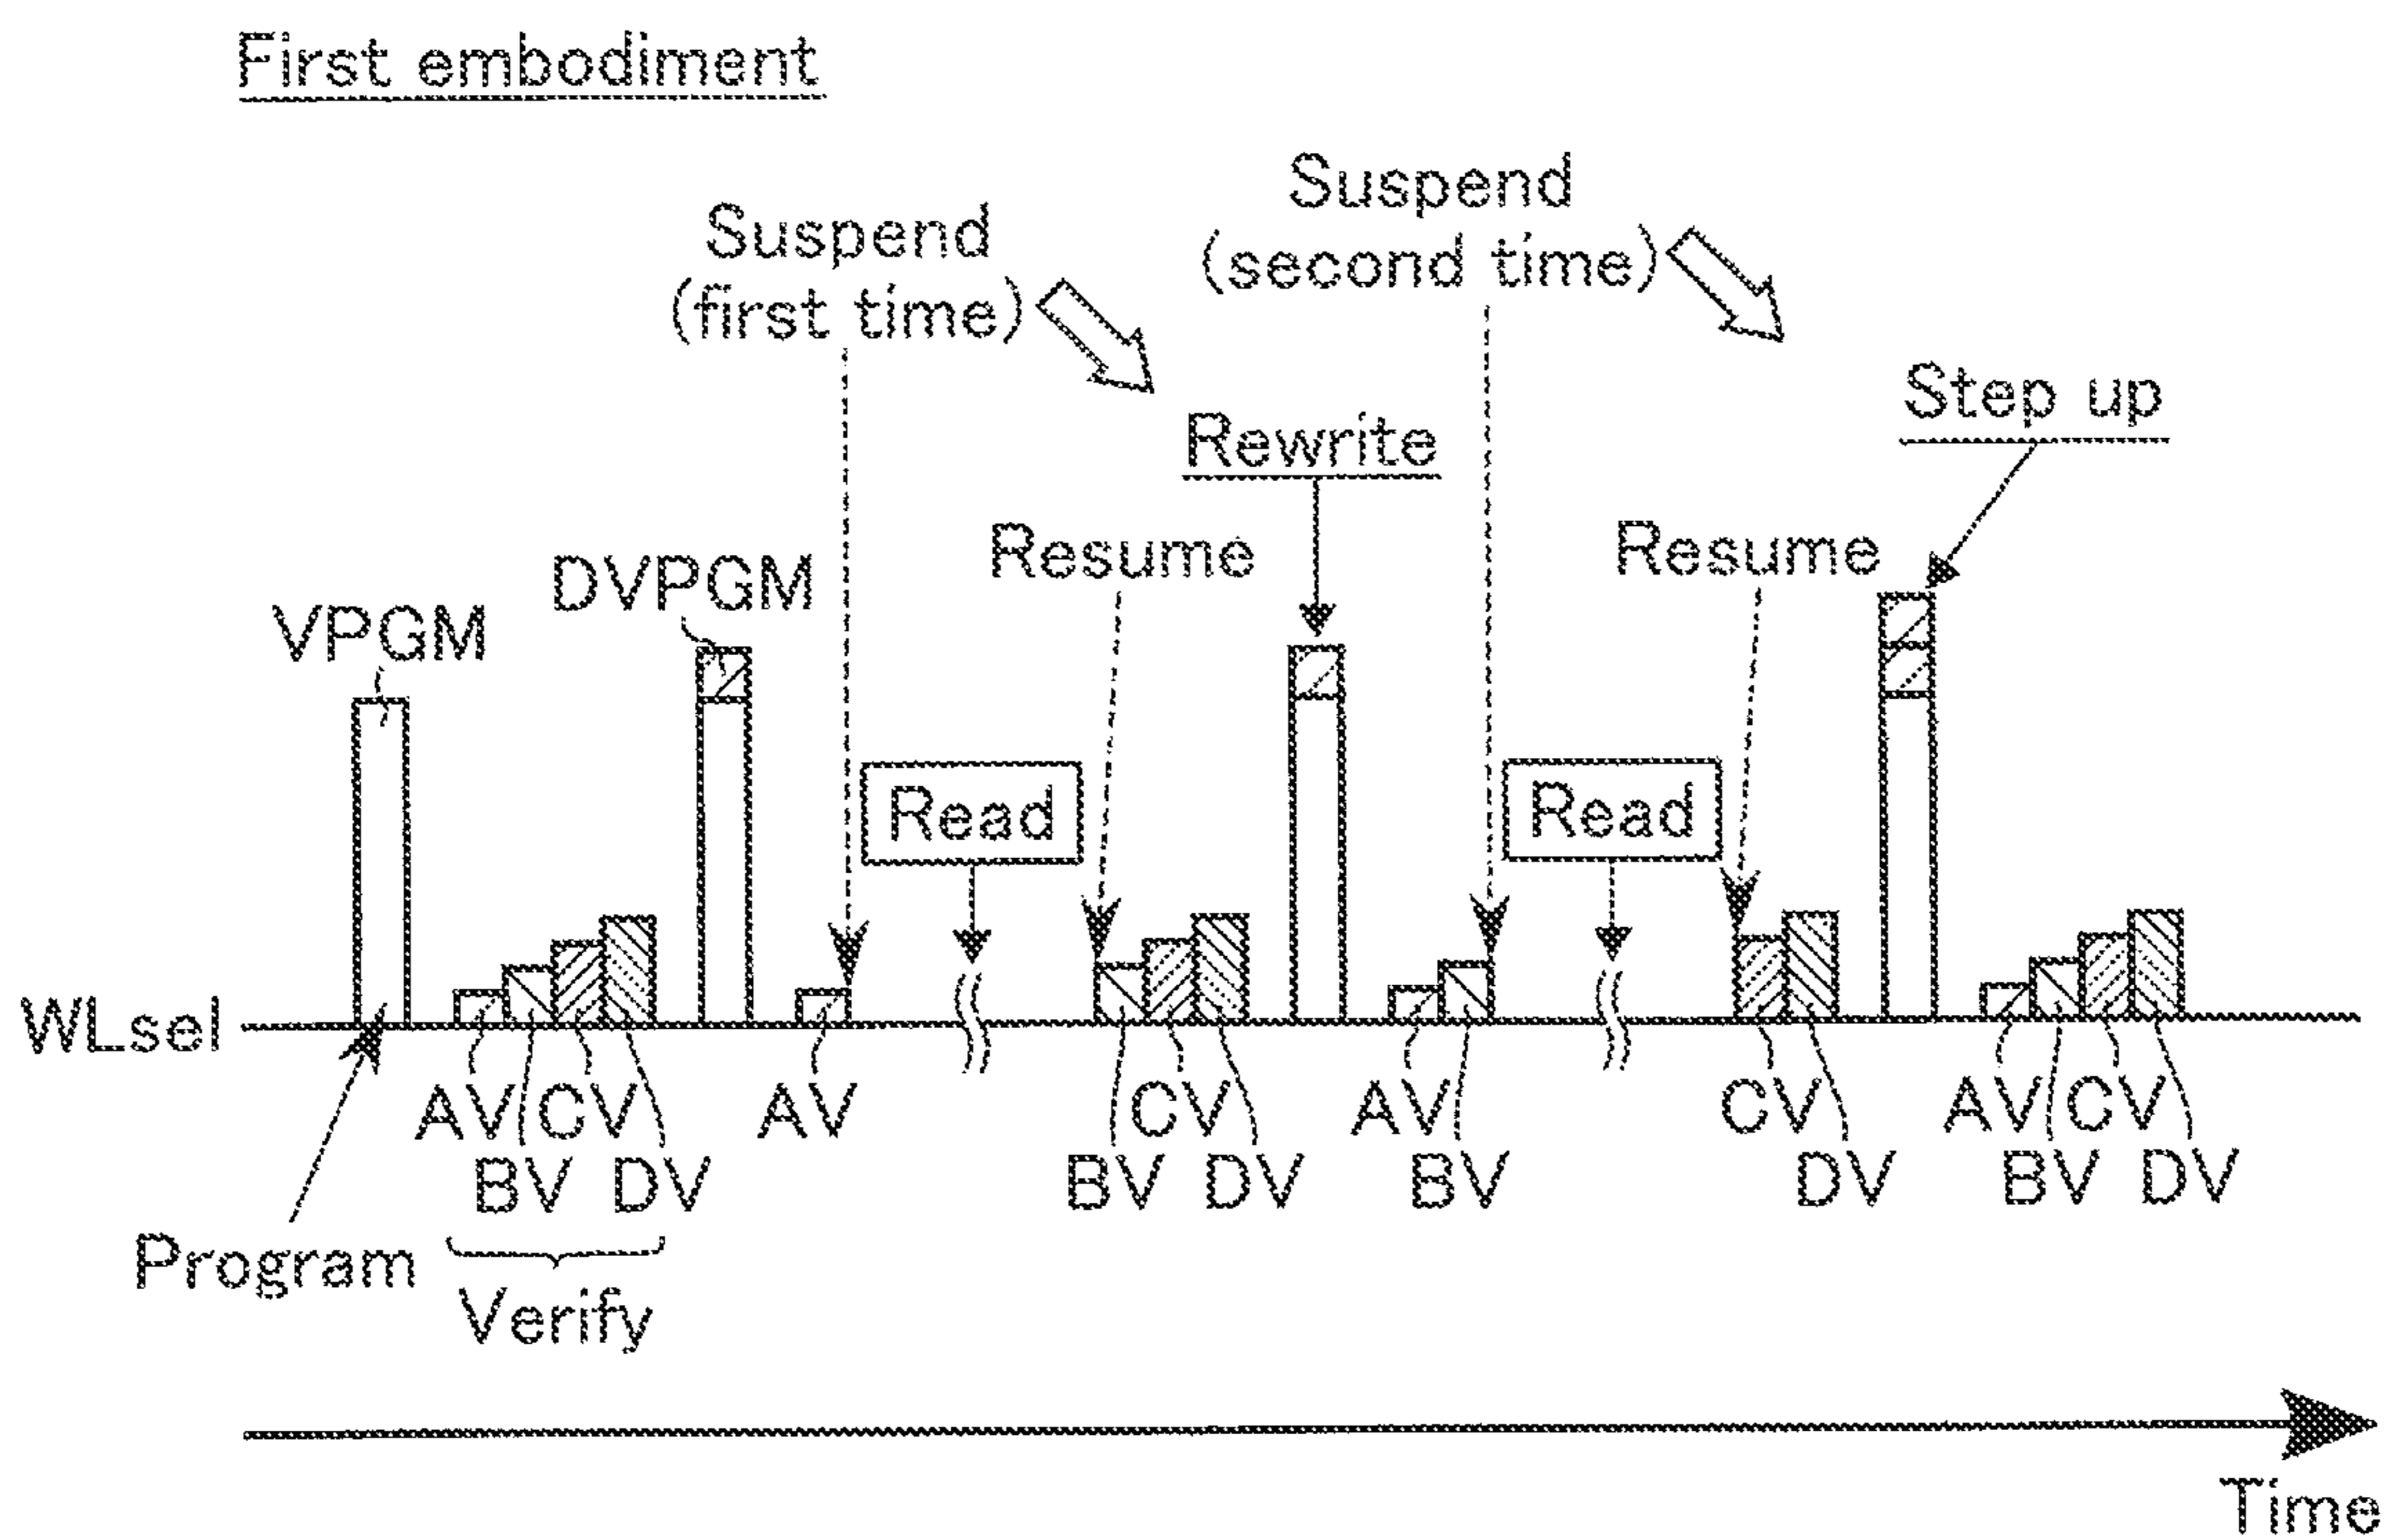 First embodiment
Suspend
(second time)
Suspend
(first time)
Step up
Rewrite
Resume
Resume
DVPGM
VPGM
Read
Read
WLsel
AV CV
AV
CV
AV
CV
AV CV
BV DV
BV DV
BV
DV
BV DV
Program
Verify
Time